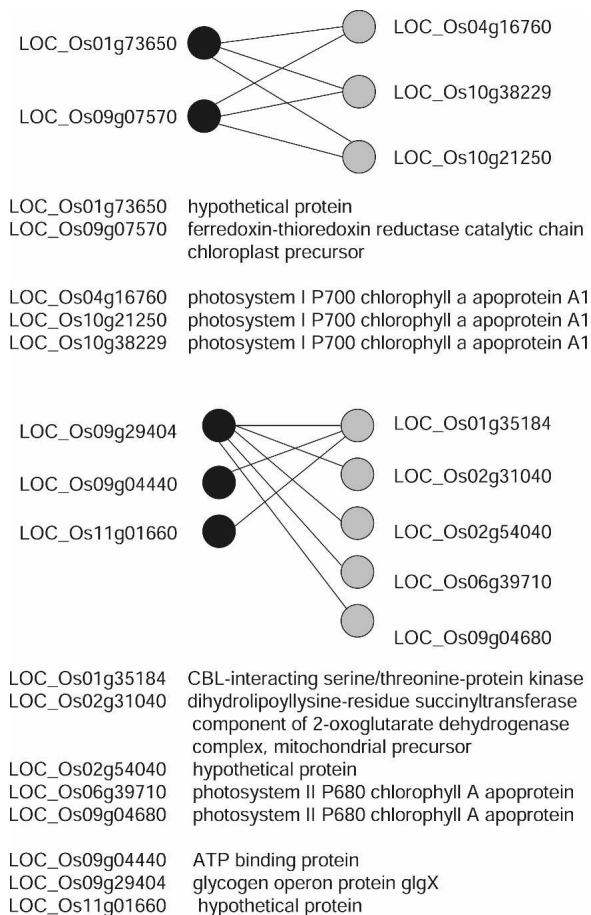 LOC_Os01g73650
LOC_Os04g16760
LOC_Os10g38229
LOC_Os09g07570
LOC_Os10g21250
LOC_Os01g73650 hypothetical protein
LOC_Os09g07570 ferredoxin-thioredoxin reductase catalytic chain
chloroplast precursor
LOC_Os04g16760 photosystem I P700 chlorophyll a apoprotein A1
LOC_Os10g21250 photosystem I P700 chlorophyll a apoprotein A1
LOC_Os10g38229 photosystem I P700 chlorophyll a apoprotein A1
LOC_Os09g29404
LOC_Os01g35184
LOC_Os09g04440
LOC_Os02g31040
LOC_Os11g01660
LOC_Os02g54040
LOC_Os06g39710
LOC_Os09g04680
LOC_Os01g35184 CBL-interacting serine/threonine-protein kinase
LOC_Os02g31040 dihydrolipoyllysine-residue succinyltransferase
component of 2-oxoglutarate dehydrogenase
complex, mitochondrial precursor
LOC_Os02g54040 hypothetical protein
LOC_Os06g39710 photosystem II P680 chlorophyll A apoprotein
LOC_Os09g04680 photosystem II P680 chlorophyll A apoprotein
LOC_Os09g04440 ATP binding protein
LOC_Os09g29404 glycogen operon protein glgX
LOC_Os11g01660 hypothetical protein